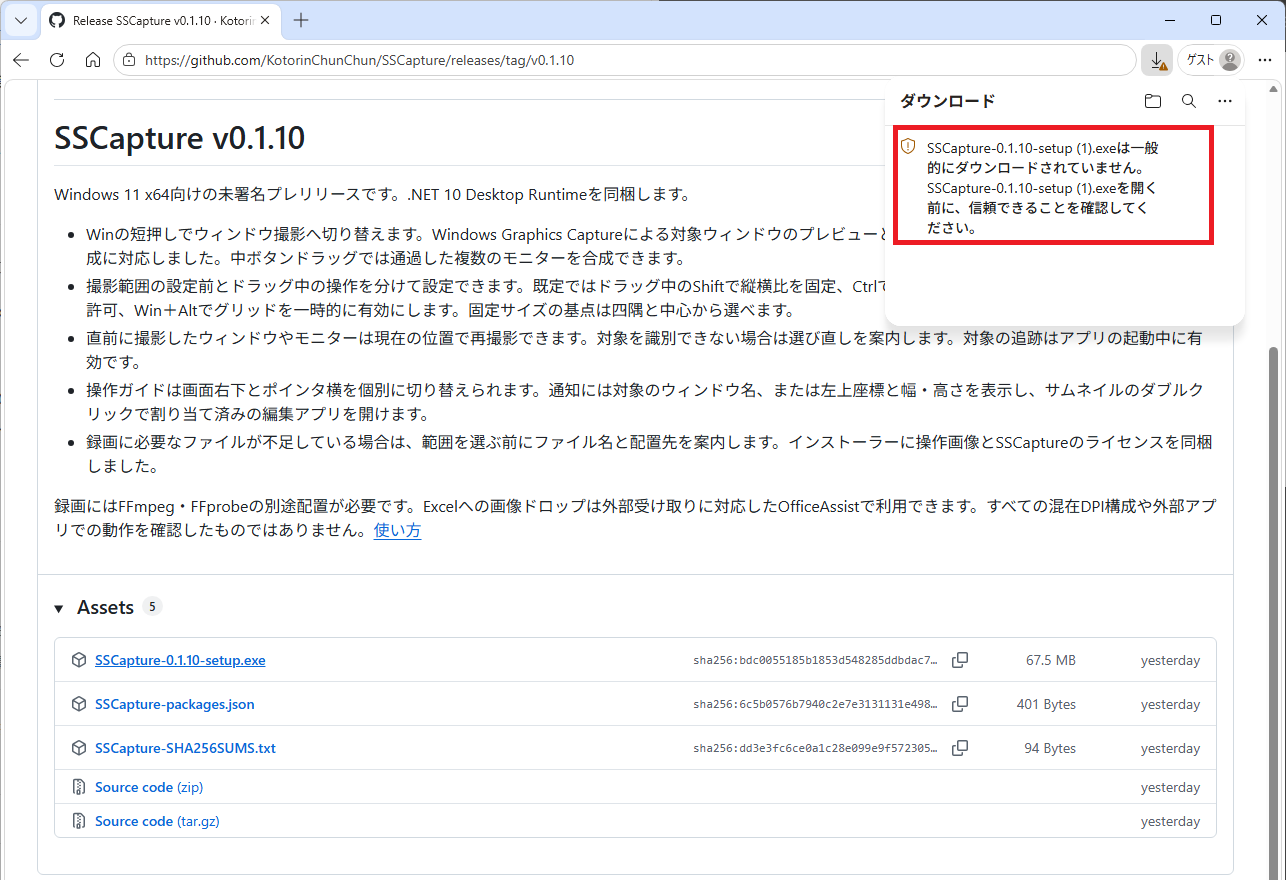 Release SSCapture v0.1.10 · Kotorin
https://github.com/KotorinChunChun/SSCapture/releases/tag/v0.1.10
ゲスト
ダウンロード
SSCapture-0.1.10-setup (1).exeは一般
的にダウンロードされていません。
SSCapture-0.1.10-setup (1).exeを開く
前に、信頼できることを確認してく
ださい。
SSCapture v0.1.10
Windows 11 x64向けの未署名プレリリースです。.NET 10 Desktop Runtimeを同梱します。
Winの短押しでウィンドウ撮影へ切り替えます。Windows Graphics Captureによる対象ウィンドウのプレビューと
成に対応しました。中ボタンドラッグでは通過した複数のモニターを合成できます。
撮影範囲の設定前とドラッグ中の操作を分けて設定できます。既定ではドラッグ中のShiftで縦横比を固定、Ctrlで
許可、Win＋Altでグリッドを一時的に有効にします。固定サイズの基点は四隅と中心から選べます。
直前に撮影したウィンドウやモニターは現在の位置で再撮影できます。対象を識別できない場合は選び直しを案内します。対象の追跡はアプリの起動中に有
効です。
操作ガイドは画面右下とポインタ横を個別に切り替えられます。通知には対象のウィンドウ名、または左上座標と幅・高さを表示し、サムネイルのダブルク
リックで割り当て済みの編集アプリを開けます。
録画に必要なファイルが不足している場合は、範囲を選ぶ前にファイル名と配置先を案内します。インストーラーに操作画像とSSCaptureのライセンスを同梱
しました。
録画にはFFmpeg・FFprobeの別途配置が必要です。Excelへの画像ドロップは外部受け取りに対応したOfficeAssistで利用できます。すべての混在DPI構成や外部アプ
リでの動作を確認したものではありません。使い方
Assets 5
SSCapture-0.1.10-setup.exe sha256:bdc0055185b1853d548285ddbdac7… 67.5 MB yesterday
SSCapture-packages.json sha256:6c5b0576b7940c2e7e3131131e498… 401 Bytes yesterday
SSCapture-SHA256SUMS.txt sha256:dd3e3fc6ce0a1c28e099e9f572305… 94 Bytes yesterday
Source code (zip) yesterday
Source code (tar.gz) yesterday